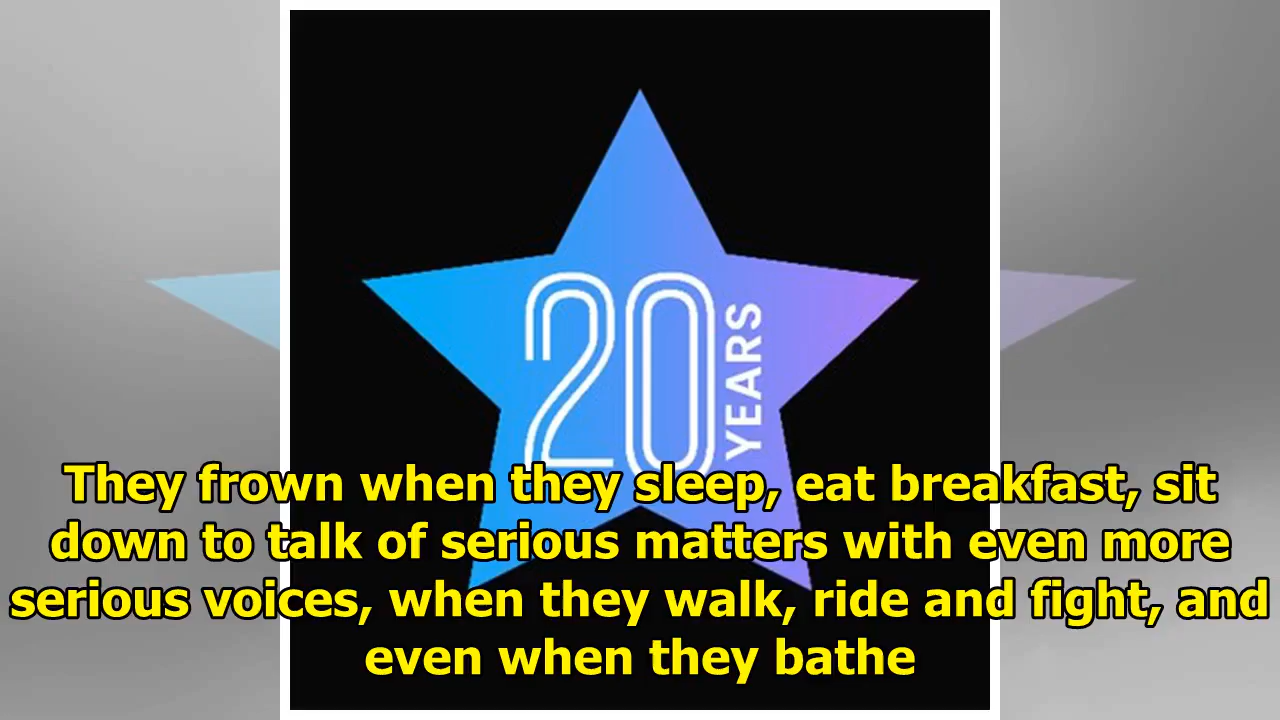 20
YEARS
They frown when they sleep, eat breakfast, sit
down to talk of serious matters with even more
serious voices, when they walk, ride and fight, and
even when they bathe